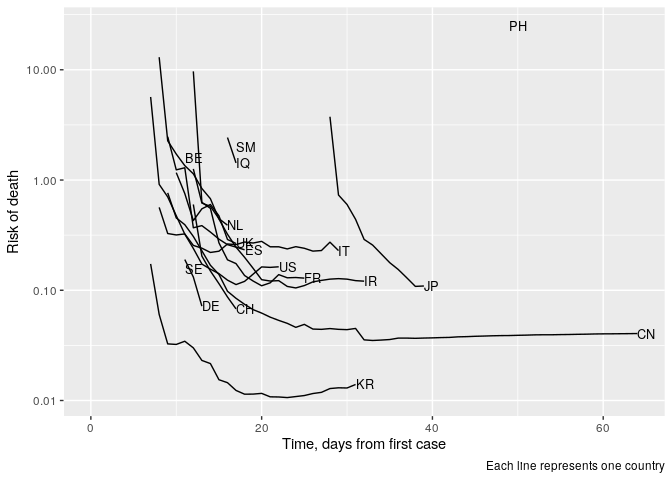 PH
10.00
BE
SM
IQ
1.00
NL
UK
ES
IT
SE
US
FR
IR
JP
0.10
DE
CH
CN
KR
0.01
0
20
40
60
Risk of death
Time, days from first case
Each line represents one country